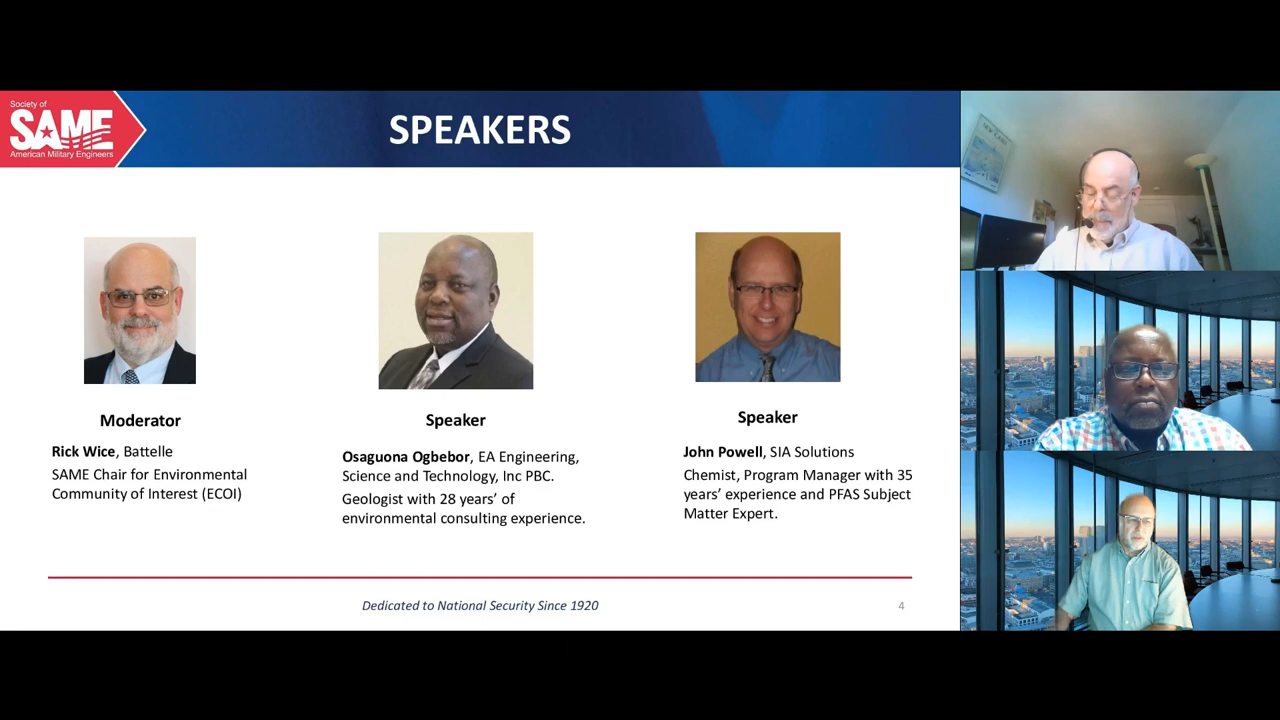 Society of
SAME
American Military Engineers
SPEAKERS
Moderator
Rick Wice, Battelle
SAME Chair for Environmental
Community of Interest (ECOI)
Speaker
Osaguona Ogbebor, EA Engineering,
Science and Technology, Inc PBC.
Geologist with 28 years’ of
environmental consulting experience.
Speaker
John Powell, SIA Solutions
Chemist, Program Manager with 35
years’ experience and PFAS Subject
Matter Expert.
Dedicated to National Security Since 1920
4